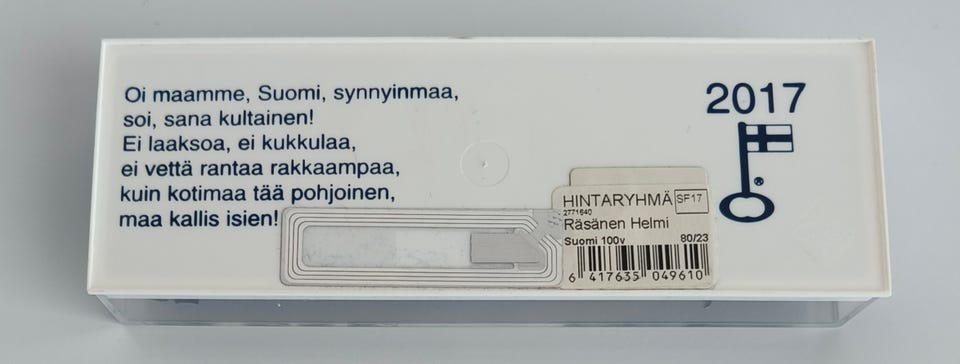 Oi maamme, Suomi, synnyinmaa,
soi, sana kultainen!
Ei laaksoa, ei kukkulaa,
ei vettä rantaa rakkaampaa,
kuin kotimaa tää pohjoinen,
maa kallis isien!
2017
®
HINTARYHMÄ SF17
2771640
Räsänen Helmi
Suomi 100v 80/23
6 417635 049610